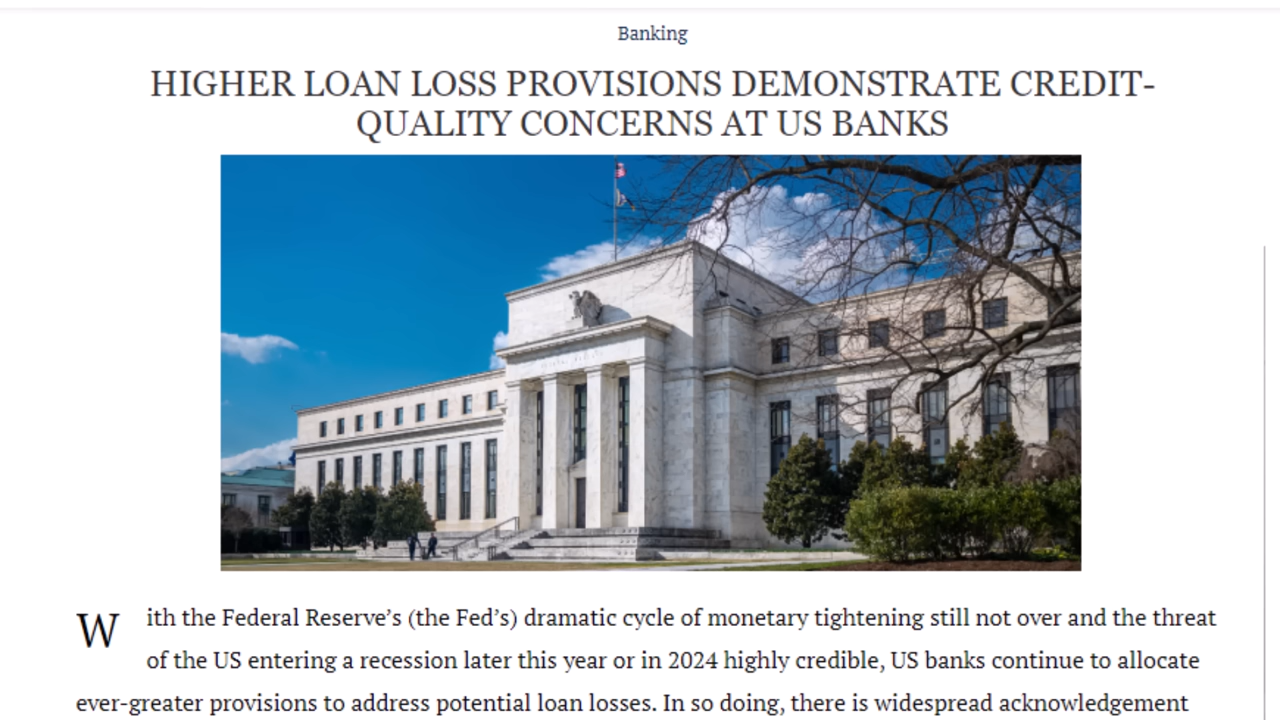 Banking
HIGHER LOAN LOSS PROVISIONS DEMONSTRATE CREDIT-
QUALITY CONCERNS AT US BANKS
With the Federal Reserve’s (the Fed’s) dramatic cycle of monetary tightening still not over and the threat
of the US entering a recession later this year or in 2024 highly credible, US banks continue to allocate
ever-greater provisions to address potential loan losses. In so doing, there is widespread acknowledgement